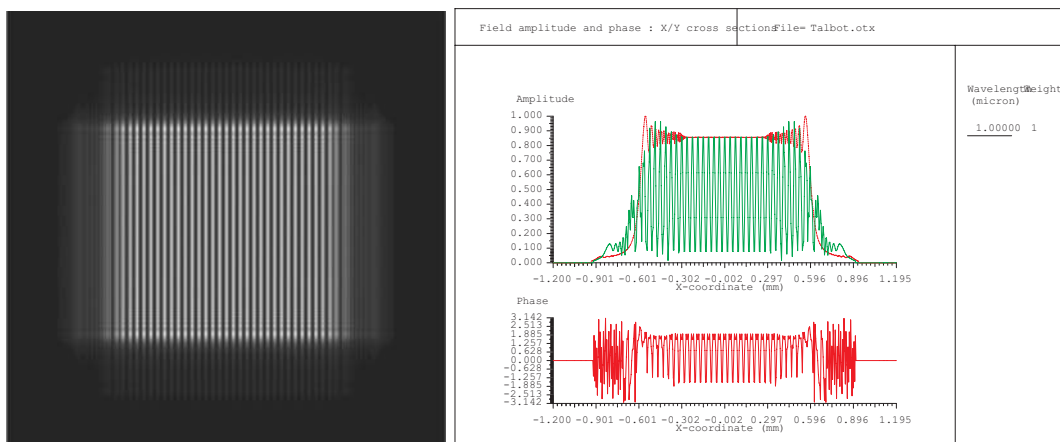 Field amplitude and phase : X/Y cross sections File= Talbot.otx
Wavelength Weight
(micron)
1.00000 1
Amplitude
1.000
0.900
0.800
0.700
0.600
0.500
0.400
0.300
0.200
0.100
0.000
-1.200 -0.901 -0.601 -0.302 -0.002 0.297 0.596 0.896 1.195
X-coordinate (mm)
Phase
3.142
2.513
1.885
1.257
0.628
0.000
-0.628
-1.257
-1.885
-2.513
-3.142
-1.200 -0.901 -0.601 -0.302 -0.002 0.297 0.596 0.896 1.195
X-coordinate (mm)